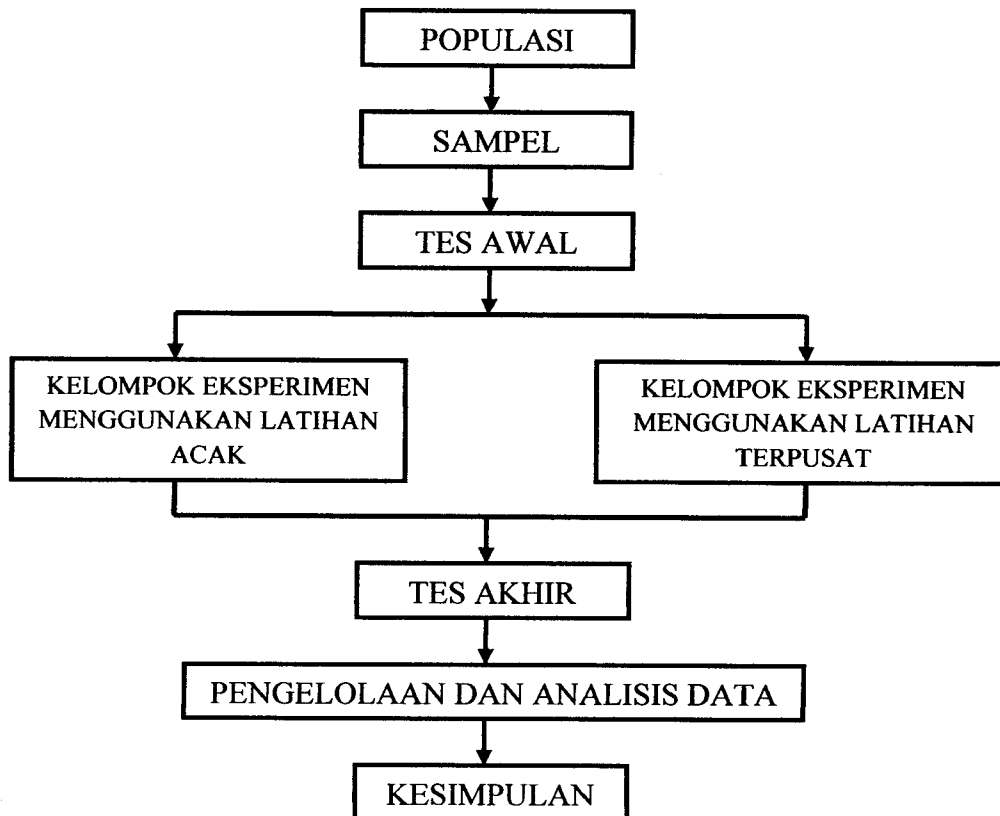 POPULASI
SAMPEL
TES AWAL
KELOMPOK EKSPERIMEN
MENGGUNAKAN LATIHAN
ACAK
KELOMPOK EKSPERIMEN
MENGGUNAKAN LATIHAN
TERPUSAT
TES AKHIR
PENGELOLAAN DAN ANALISIS DATA
KESIMPULAN